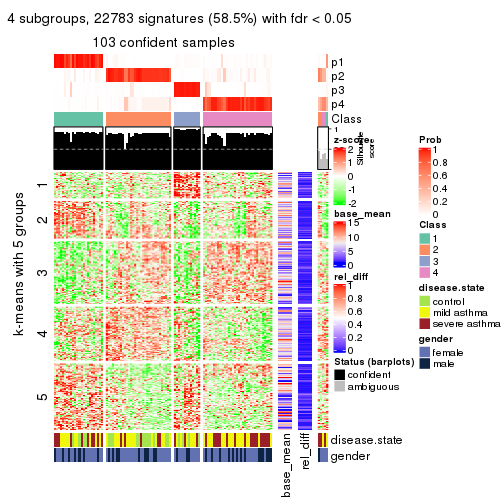 4 subgroups, 22783 signatures (58.5%) with fdr < 0.05
103 confident samples
p1
p2
p3
p4
Class
1
Silhouette
score
k-means with 5 groups
1
2
3
4
5
z-score
2
1
0
-1
-2
base_mean
15
10
5
0
rel_diff
1
0.8
0.6
0.4
0.2
0
Status (barplots)
confident
ambiguous
Prob
1
0.8
0.6
0.4
0.2
0
Class
1
2
3
4
disease.state
control
mild asthma
severe asthma
gender
female
male
disease.state
gender
base_mean
rel_diff